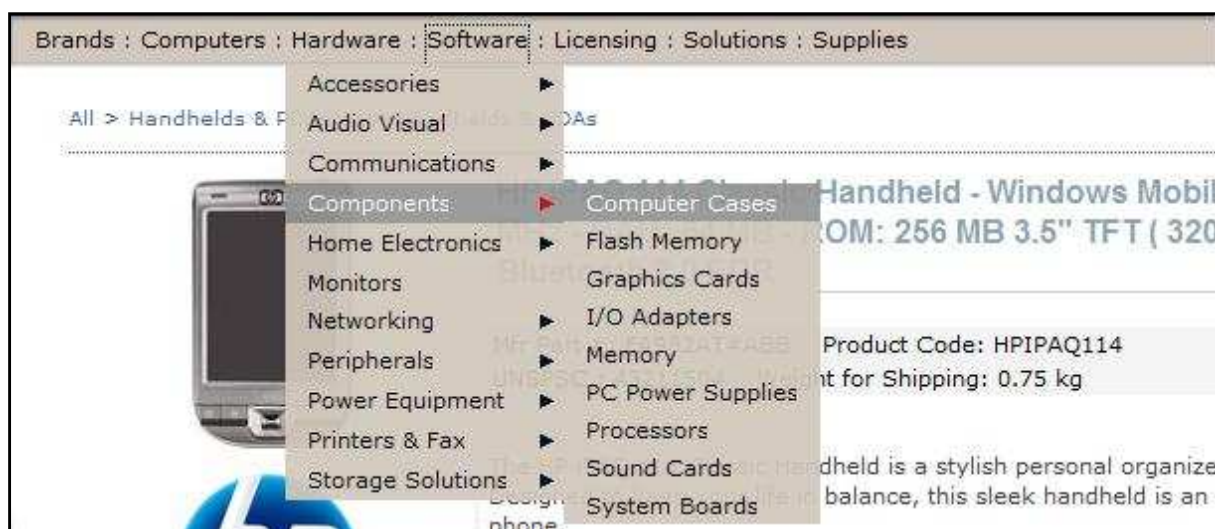 Brands : Computers : Hardware : Software : Licensing : Solutions : Supplies
Accessories
Audio Visual
Communications
Components
Home Electronics
Monitors
Networking
Peripherals
Power Equipment
Printers & Fax
Storage Solutions
Computer Cases
Flash Memory
Graphics Cards
I/O Adapters
Memory
PC Power Supplies
Processors
Sound Cards
System Boards
All > Handhelds &
Handheld - Windows
ROM: 256 MB 3.5" TFT ( 320
Product Code: HPIPAQ114
for Shipping: 0.75 kg
is a stylish personal
balance, this sleek handheld is an
phone